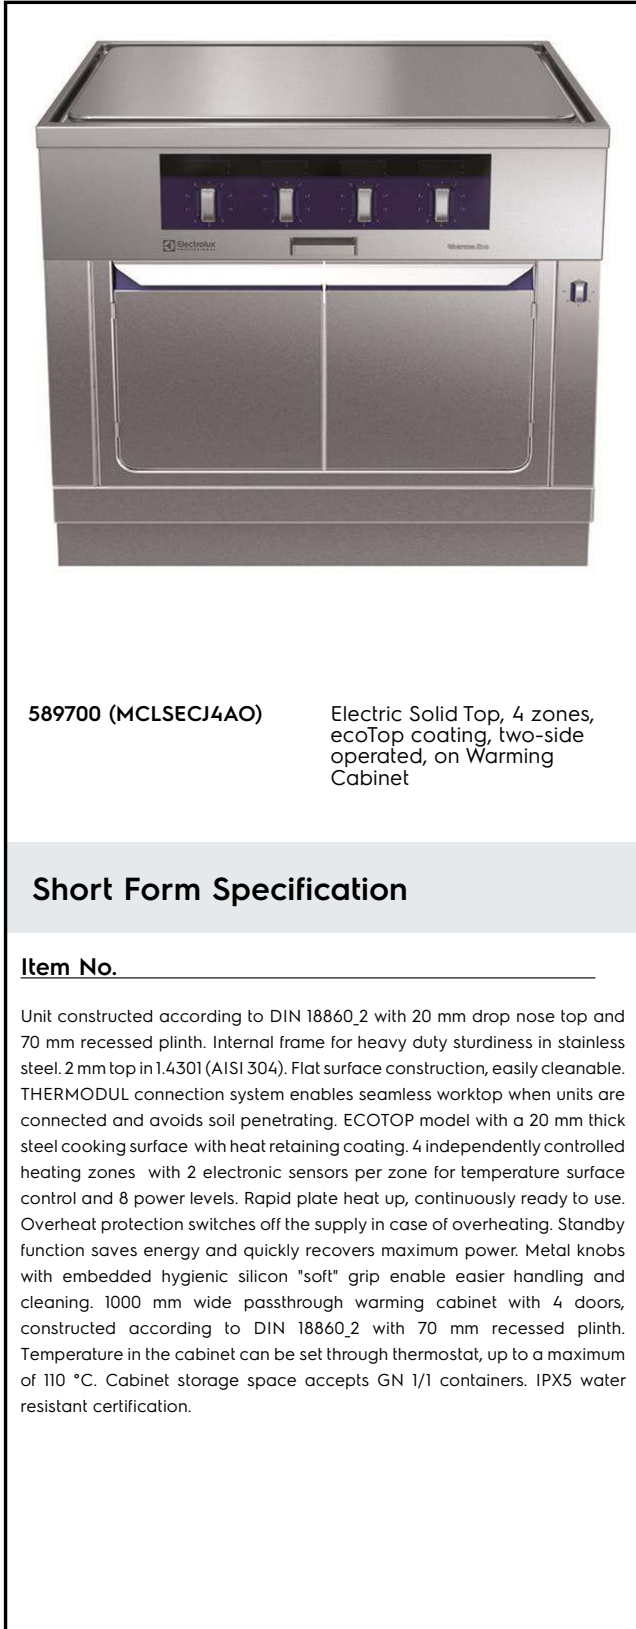 Electrolux
PROFESSIONAL
589700 (MCLSECJ4AO)
Electric Solid Top, 4 zones,
ecoTop coating, two-side
operated, on Warming
Cabinet
Short Form Specification
Item No.
Unit constructed according to DIN 18860_2 with 20 mm drop nose top and
70 mm recessed plinth. Internal frame for heavy duty sturdiness in stainless
steel. 2 mm top in 1.4301 (AISI 304). Flat surface construction, easily cleanable.
THERMODUL connection system enables seamless worktop when units are
connected and avoids soil penetrating. ECOTOP model with a 20 mm thick
steel cooking surface with heat retaining coating. 4 independently controlled
heating zones with 2 electronic sensors per zone for temperature surface
control and 8 power levels. Rapid plate heat up, continuously ready to use.
Overheat protection switches off the supply in case of overheating. Standby
function saves energy and quickly recovers maximum power. Metal knobs
with embedded hygienic silicon "soft" grip enable easier handling and
cleaning. 1000 mm wide passthrough warming cabinet with 4 doors,
constructed according to DIN 18860_2 with 70 mm recessed plinth.
Temperature in the cabinet can be set through thermostat, up to a maximum
of 110 °C. Cabinet storage space accepts GN 1/1 containers. IPX5 water
resistant certification.